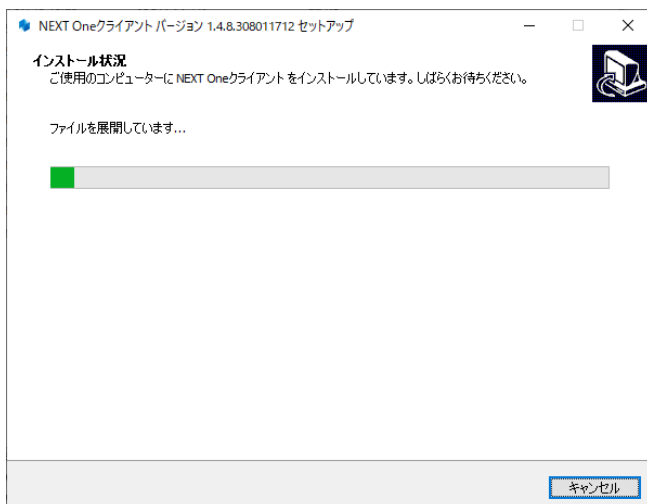 NEXT Oneクライアント バージョン 1.4.8.308011712 セットアップ
インストール状況
ご使用のコンピューターに NEXT Oneクライアント をインストールしています。しばらくお待ちください。
ファイルを展開しています...
キャンセル